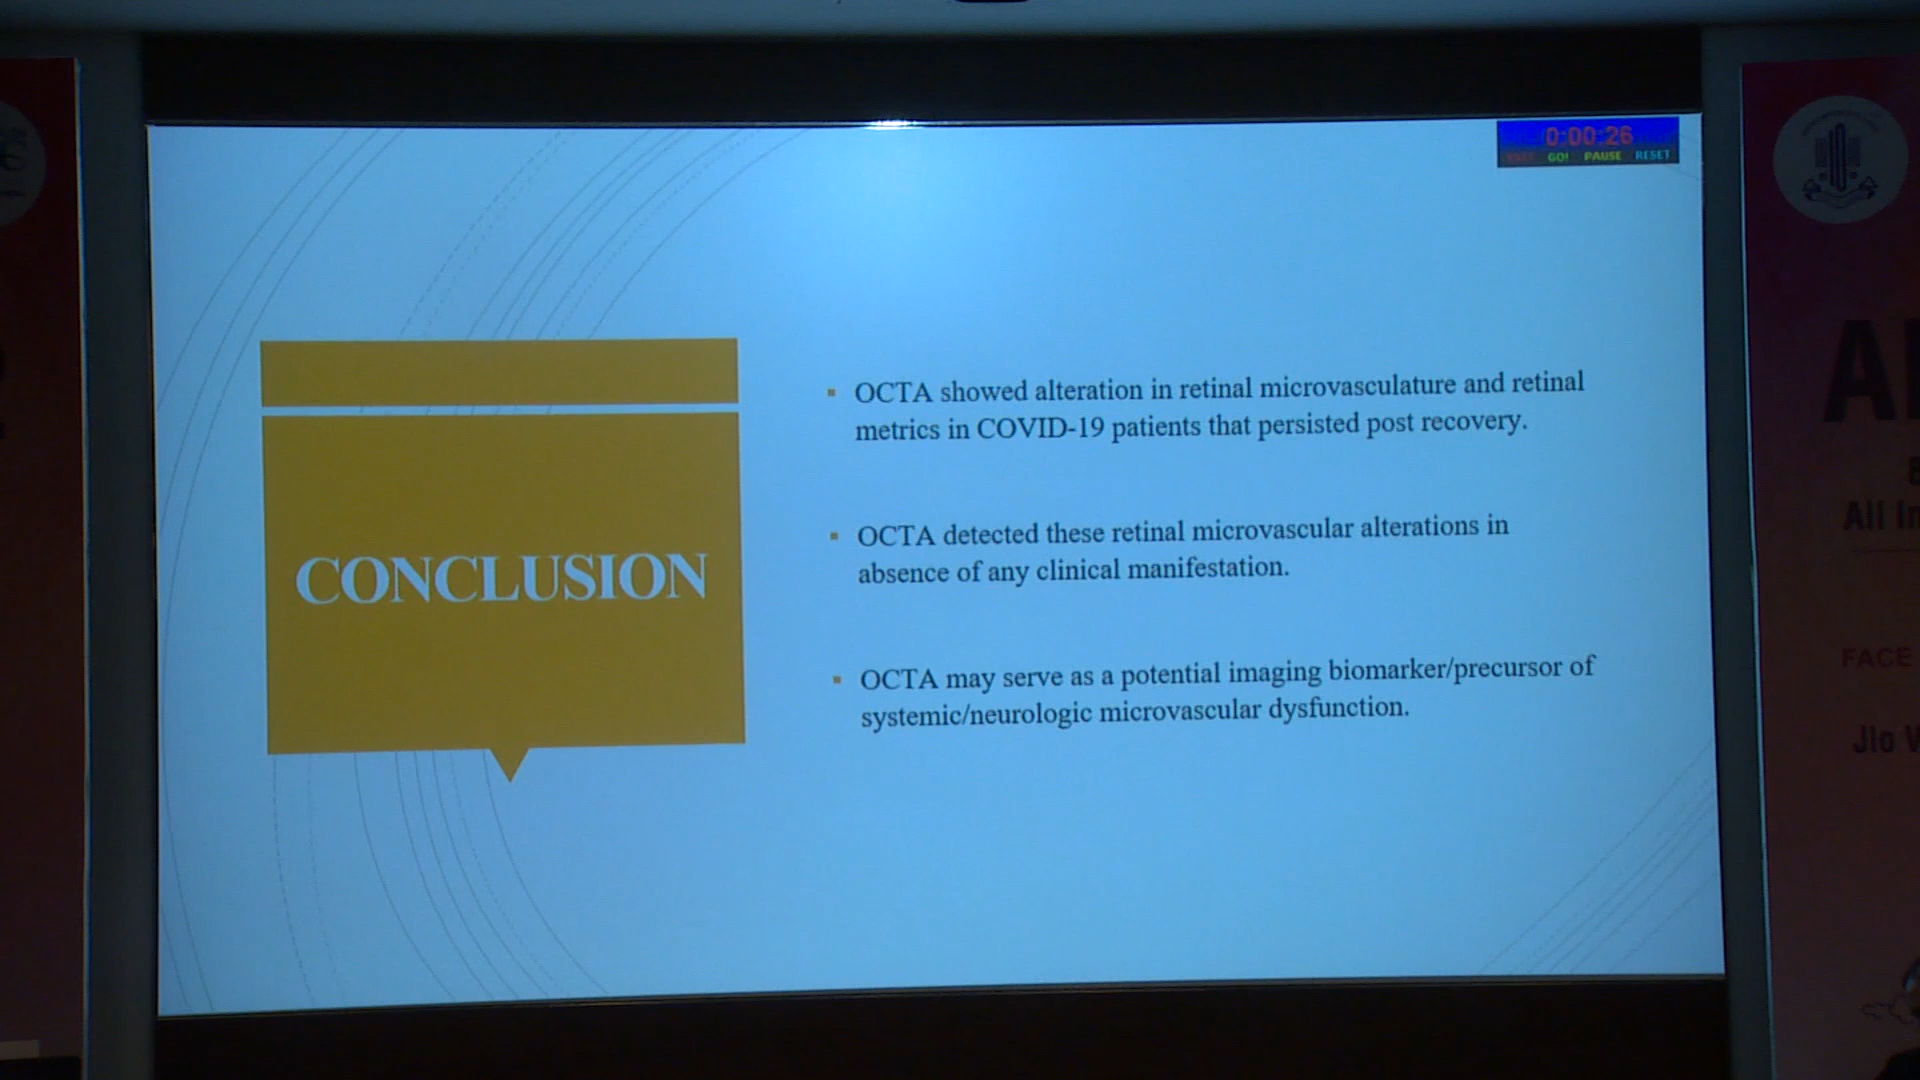 0:00:26
GO! PAUSE RESET
CONCLUSION
▪ OCTA showed alteration in retinal microvasculature and retinal
metrics in COVID-19 patients that persisted post recovery.
▪ OCTA detected these retinal microvascular alterations in
absence of any clinical manifestation.
▪ OCTA may serve as a potential imaging biomarker/precursor of
systemic/neurologic microvascular dysfunction.
All
FACE